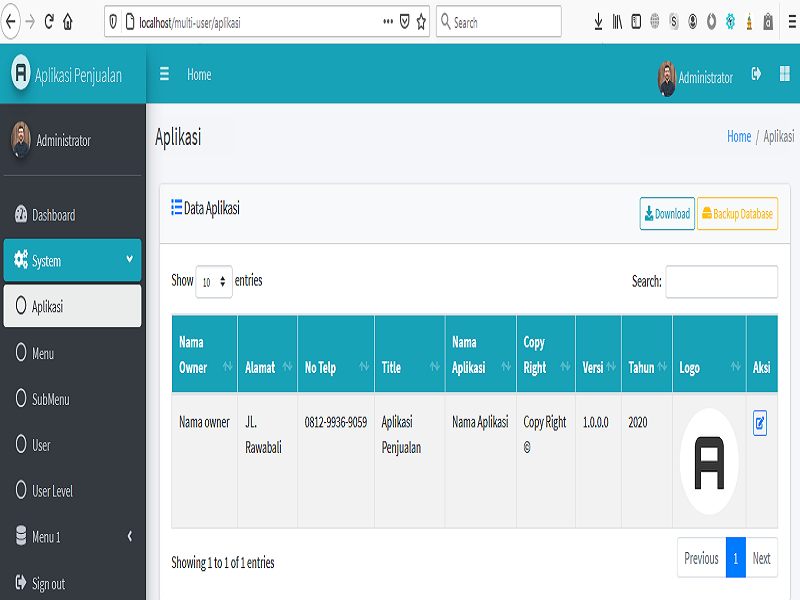 localhost/multi-user/aplikasi
Search
Aplikasi Penjualan
Home
Administrator
Administrator
Dashboard
System
Aplikasi
Menu
SubMenu
User
User Level
Menu 1
Sign out
Aplikasi
Home / Aplikasi
Data Aplikasi
Download
Backup Database
Show 10 entries
Search:
Nama Owner Alamat No Telp Title Nama Aplikasi Copy Right Versi Tahun Logo Aksi
Nama owner JL. Rawabali 0812-9936-9059 Aplikasi Penjualan Nama Aplikasi Copy Right © 1.0.0.0 2020 A
Showing 1 to 1 of 1 entries
Previous 1 Next